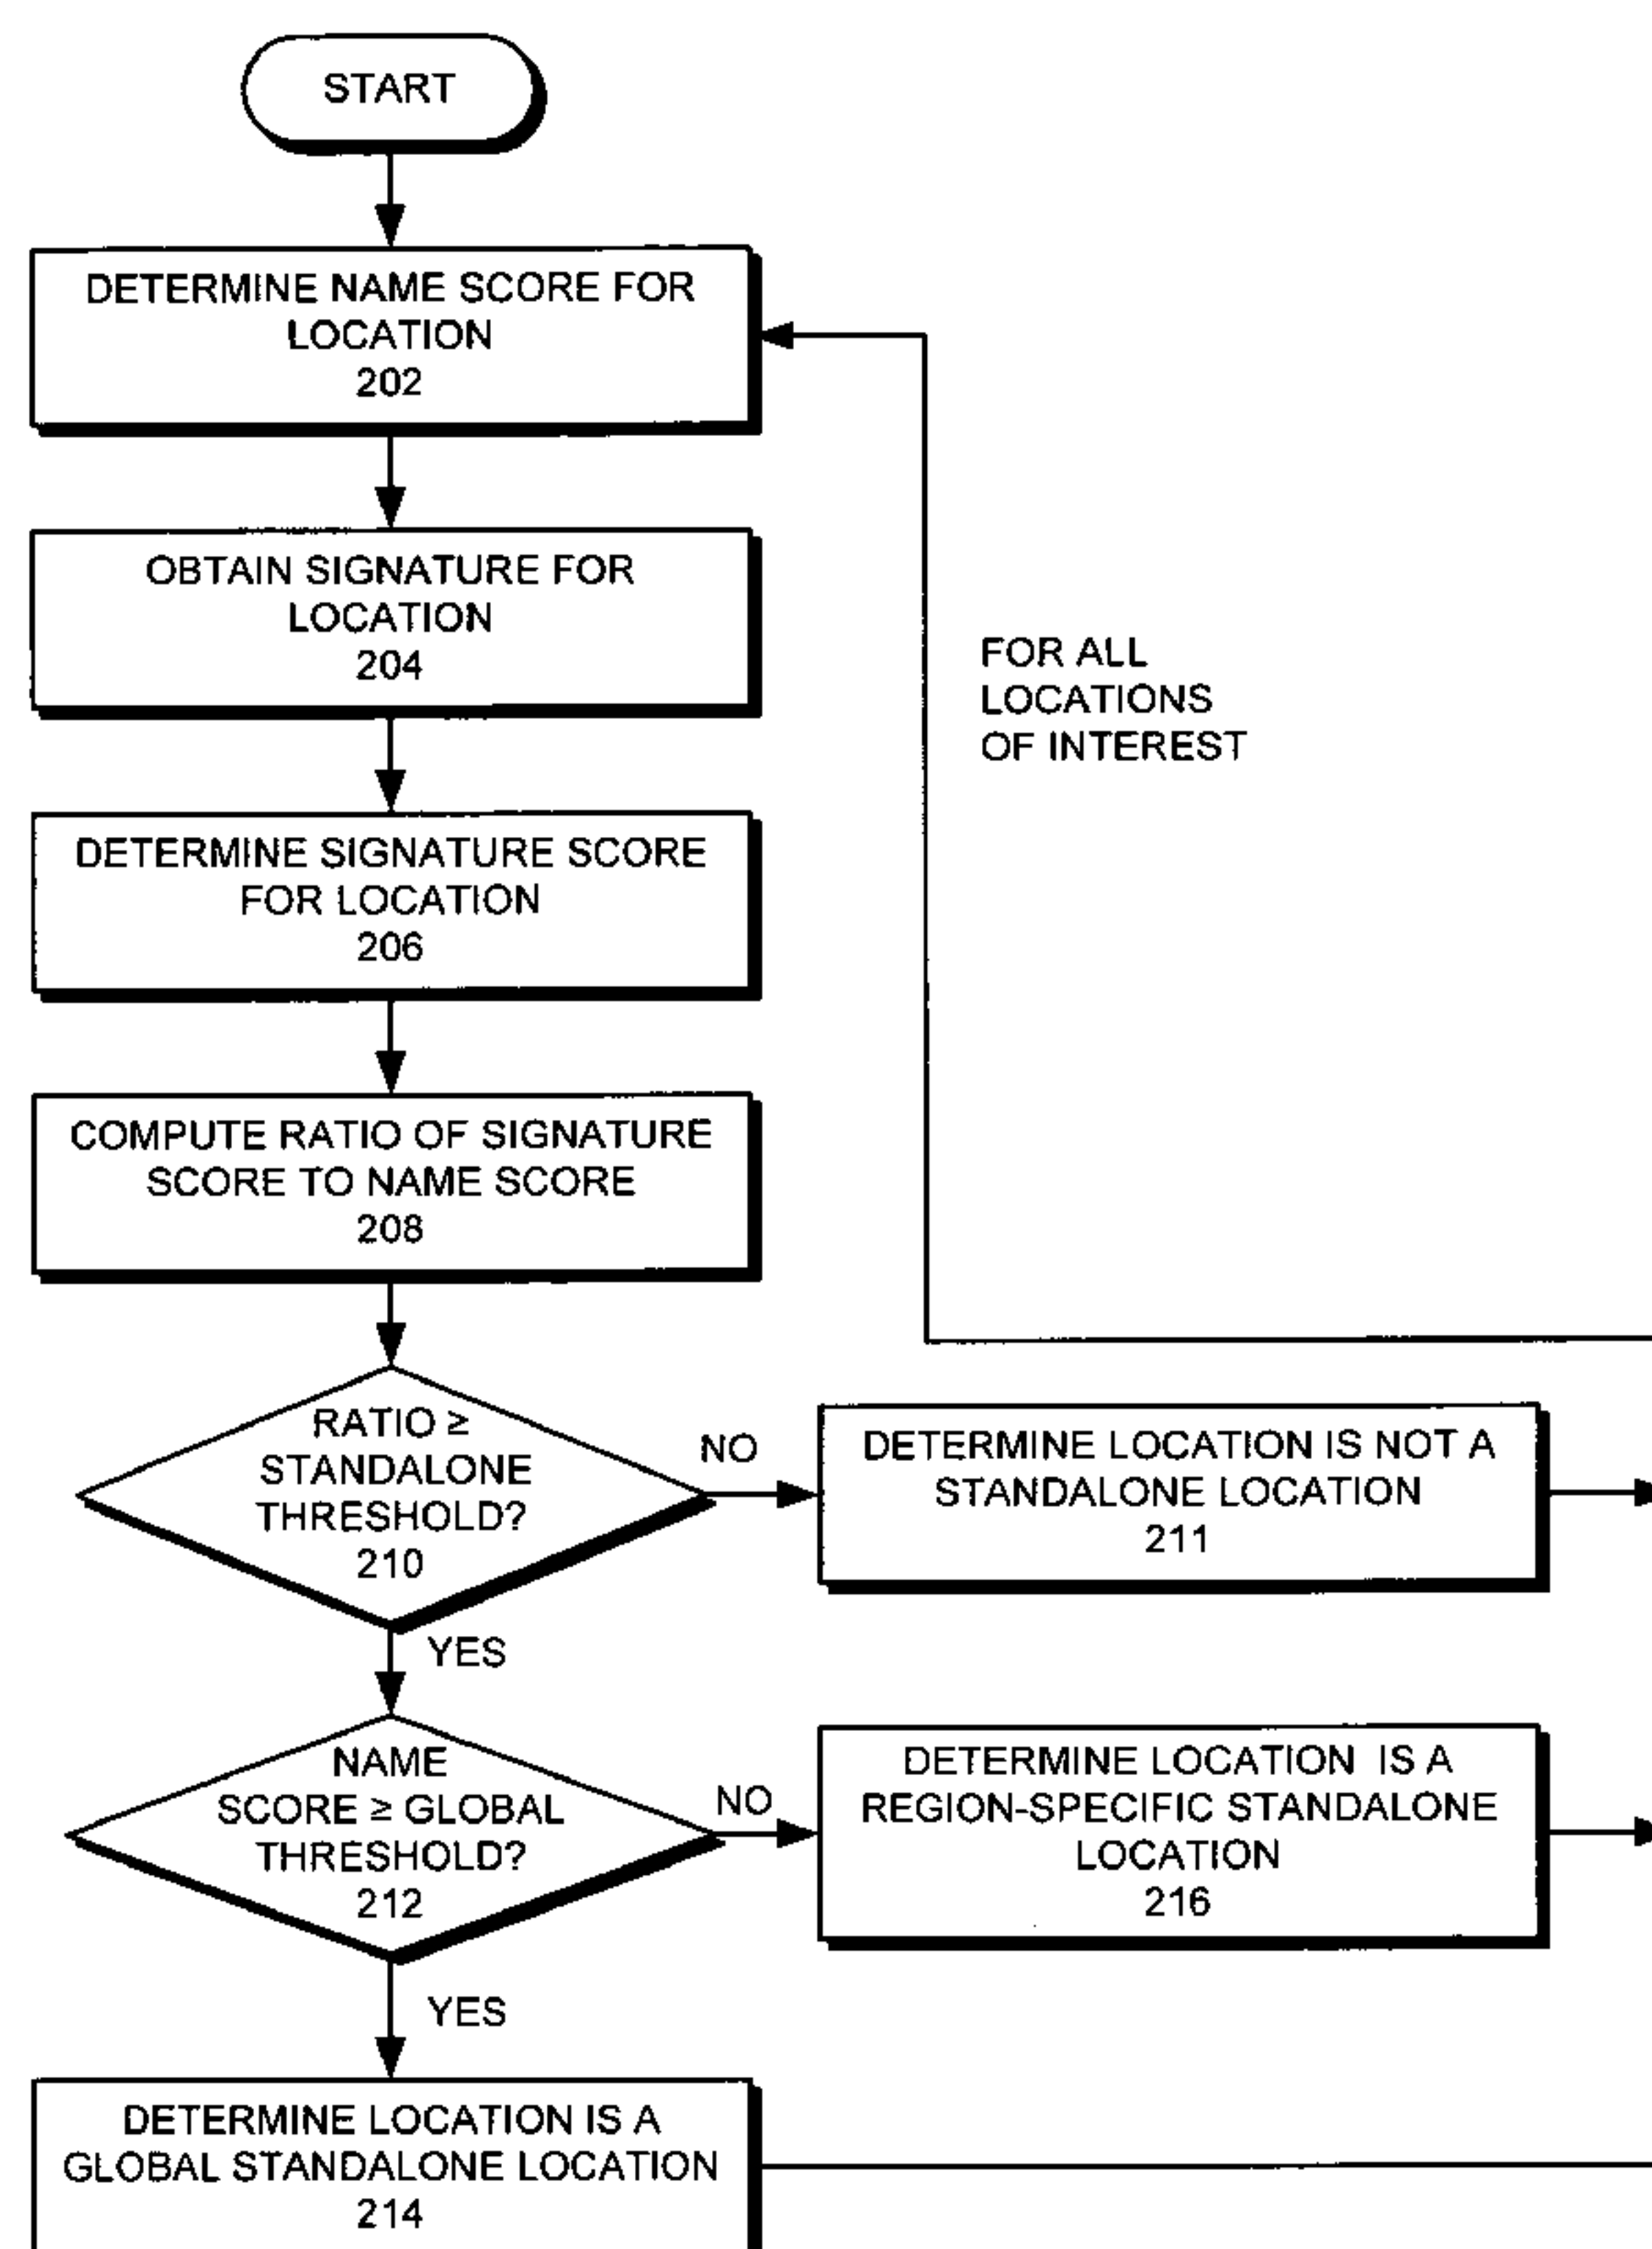 START
DETERMINE NAME SCORE FOR
LOCATION
202
OBTAIN SIGNATURE FOR
LOCATION
204
FOR ALL
LOCATIONS
OF INTEREST
DETERMINE SIGNATURE SCORE
FOR LOCATION
206
COMPUTE RATIO OF SIGNATURE
SCORE TO NAME SCORE
208
RATIO ≥
STANDALONE
THRESHOLD?
210
NO
DETERMINE LOCATION IS NOT A
STANDALONE LOCATION
211
YES
NAME
SCORE ≥ GLOBAL
THRESHOLD?
212
NO
DETERMINE LOCATION IS A
REGION-SPECIFIC STANDALONE
LOCATION
216
YES
DETERMINE LOCATION IS A
GLOBAL STANDALONE LOCATION
214